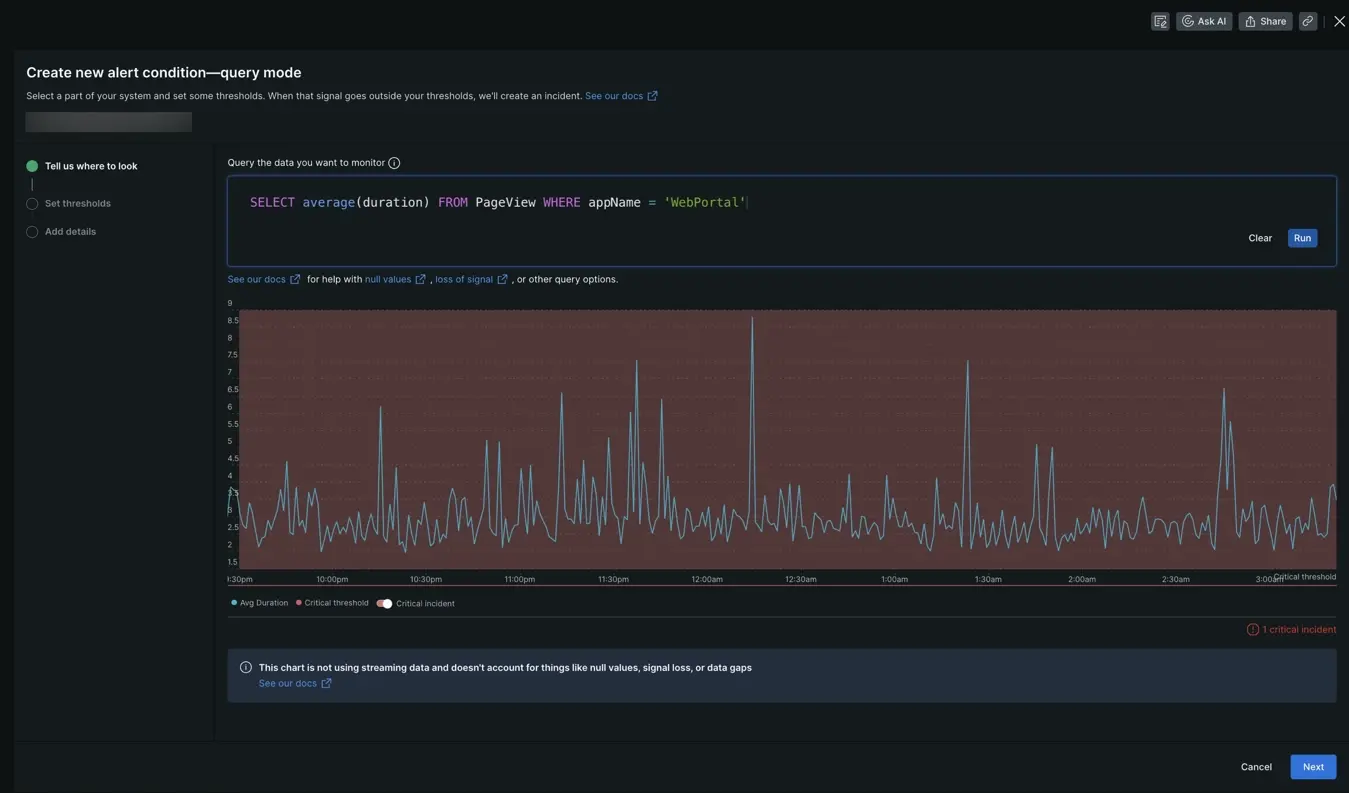 Ask AI
Share
Create new alert condition—query mode
Select a part of your system and set some thresholds. When that signal goes outside your thresholds, we'll create an incident. See our docs
Tell us where to look
Set thresholds
Add details
Query the data you want to monitor
SELECT average(duration) FROM PageView WHERE appName = 'WebPortal'
Clear
Run
See our docs for help with null values , loss of signal , or other query options.
9
8.5
8
7.5
7
6.5
6
5.5
5
4.5
4
3.5
3
2.5
2
1.5
:30pm 10:00pm 10:30pm 11:00pm 11:30pm 12:00am 12:30am 1:00am 1:30am 2:00am 2:30am 3:00am Critical threshold
Avg Duration Critical threshold Critical incident
1 critical incident
This chart is not using streaming data and doesn't account for things like null values, signal loss, or data gaps
See our docs
Cancel
Next